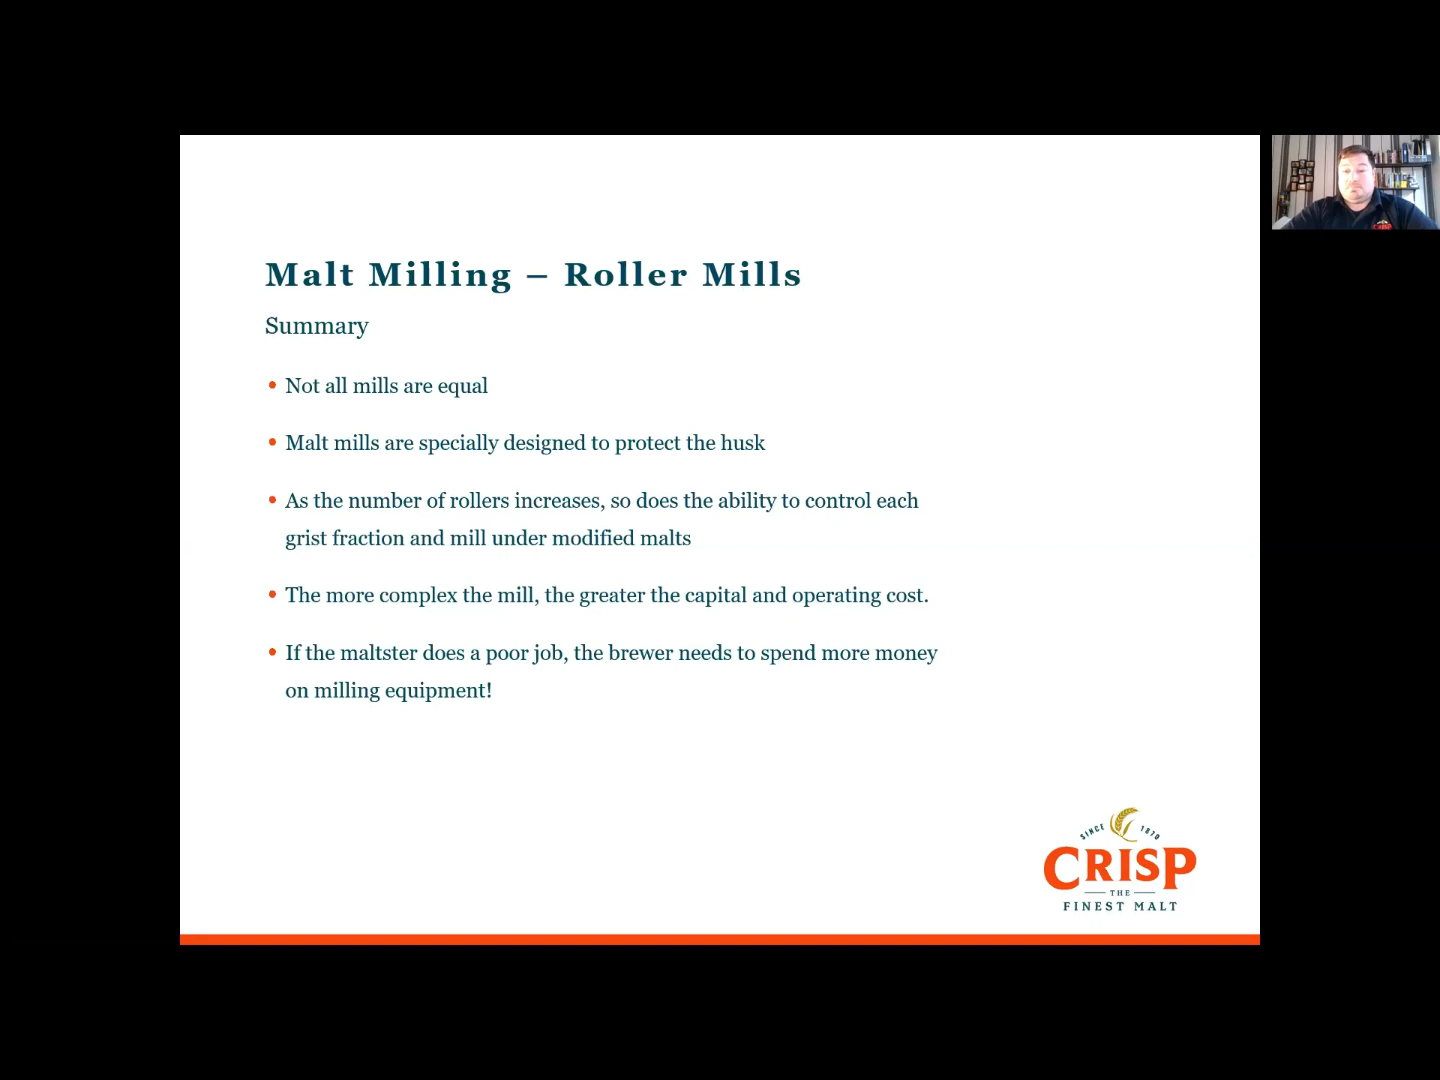 Malt Milling – Roller Mills
Summary
• Not all mills are equal
• Malt mills are specially designed to protect the husk
• As the number of rollers increases, so does the ability to control each
grist fraction and mill under modified malts
• The more complex the mill, the greater the capital and operating cost.
• If the maltster does a poor job, the brewer needs to spend more money
on milling equipment!
SINCE 1870
CRISP
THE
FINEST MALT